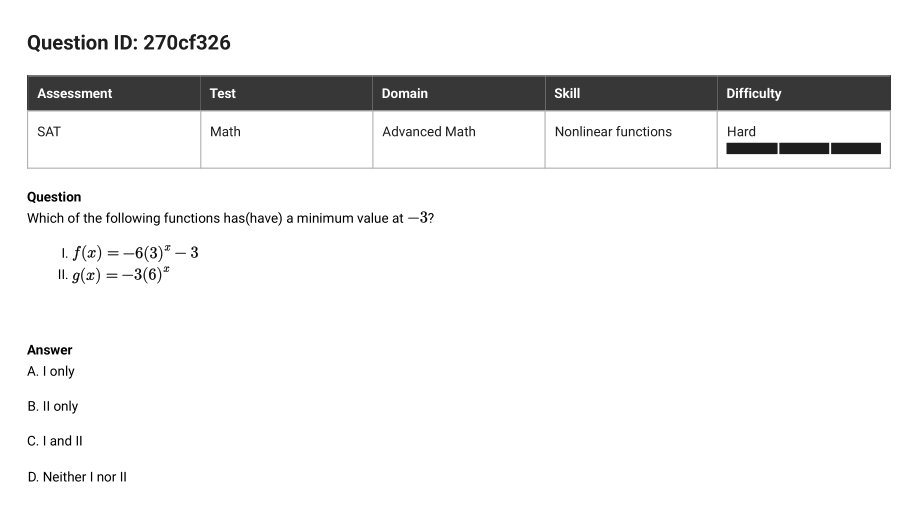 Question ID: 270cf326
Assessment Test Domain Skill Difficulty
SAT Math Advanced Math Nonlinear functions Hard
Question
Which of the following functions has(have) a minimum value at −3?
I. f(x) = −6(3)^x − 3
II. g(x) = −3(6)^x
Answer
A. I only
B. II only
C. I and II
D. Neither I nor II